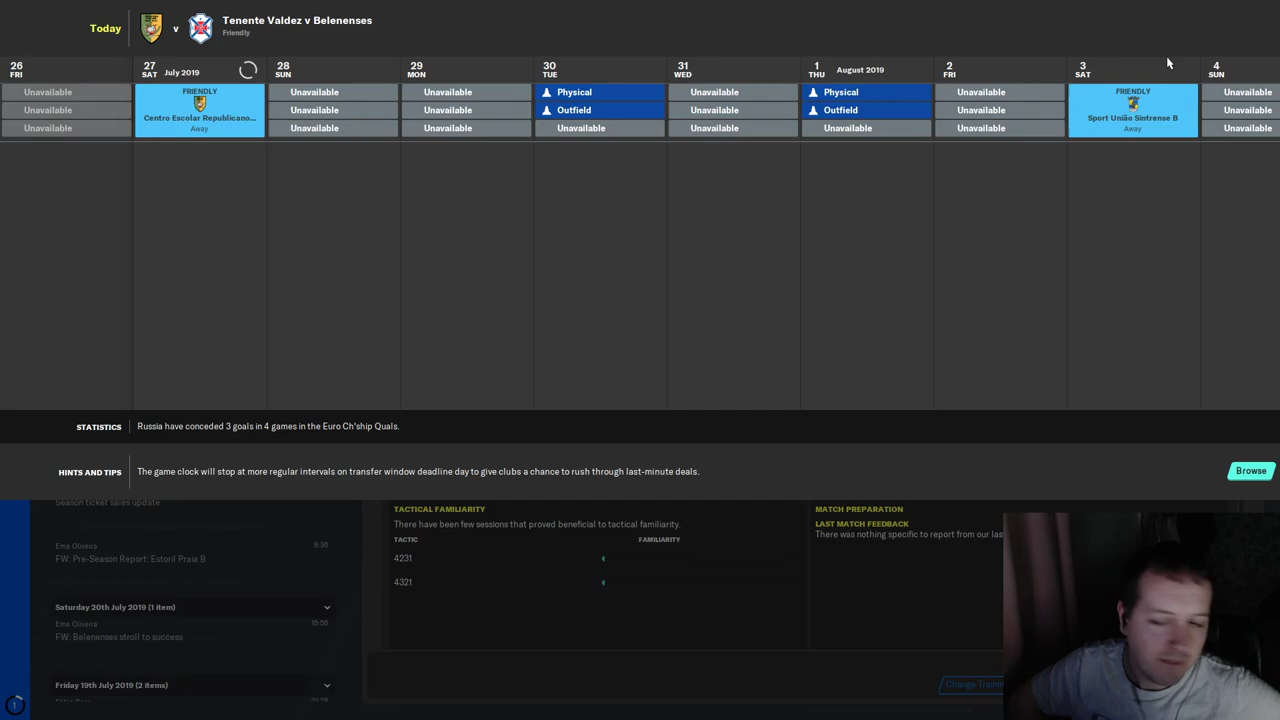 Today
v
Tenente Valdez v Belenenses
Friendly
26
FRI
27
SAT July 2019
28
SUN
29
MON
30
TUE
31
WED
1
THU August 2019
2
FRI
3
SAT
4
SUN
Unavailable
FRIENDLY
Unavailable
Unavailable
Physical
Unavailable
Physical
Unavailable
FRIENDLY
Unavailable
Unavailable
Unavailable
Unavailable
Outfield
Unavailable
Outfield
Unavailable
Unavailable
Centro Escolar Republicano...
Sport União Sintrense B
Unavailable
Away
Unavailable
Unavailable
Unavailable
Unavailable
Unavailable
Unavailable
Away
Unavailable
STATISTICS
Russia have conceded 3 goals in 4 games in the Euro Ch'ship Quals.
HINTS AND TIPS
The game clock will stop at more regular intervals on transfer window deadline day to give clubs a chance to rush through last-minute deals.
Browse
Season ticket sales update
Ema Oliveira
8:36
FW: Pre-Season Report: Estoril Praia B
Saturday 20th July 2019 (1 item)
Ema Oliveira
16:56
FW: Belenenses stroll to success
Friday 19th July 2019 (2 items)
TACTICAL FAMILIARITY
There have been few sessions that proved beneficial to tactical familiarity.
TACTIC
FAMILIARITY
4231
4321
MATCH PREPARATION
LAST MATCH FEEDBACK
There was nothing specific to report from our las
Change Trainin
1